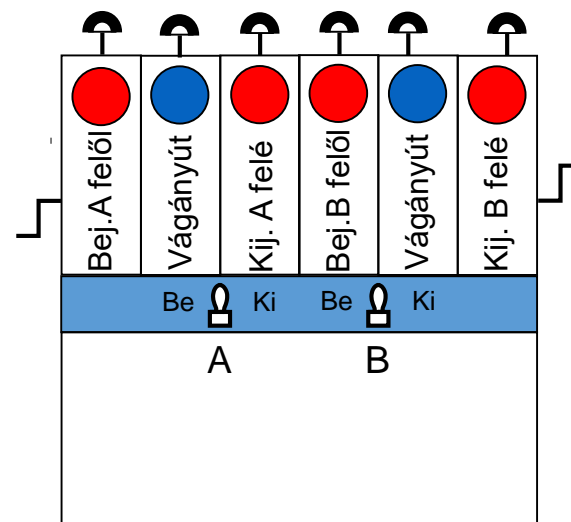 Bej.A felől
Vágányút
Kij. A felé
Bej.B felől
Vágányút
Kij. B felé
Be Ki Be Ki
A B